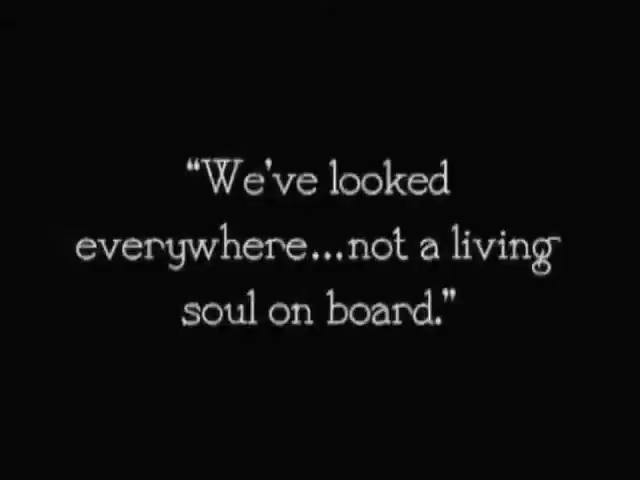 “We've looked
everywhere...not a living
soul on board.”